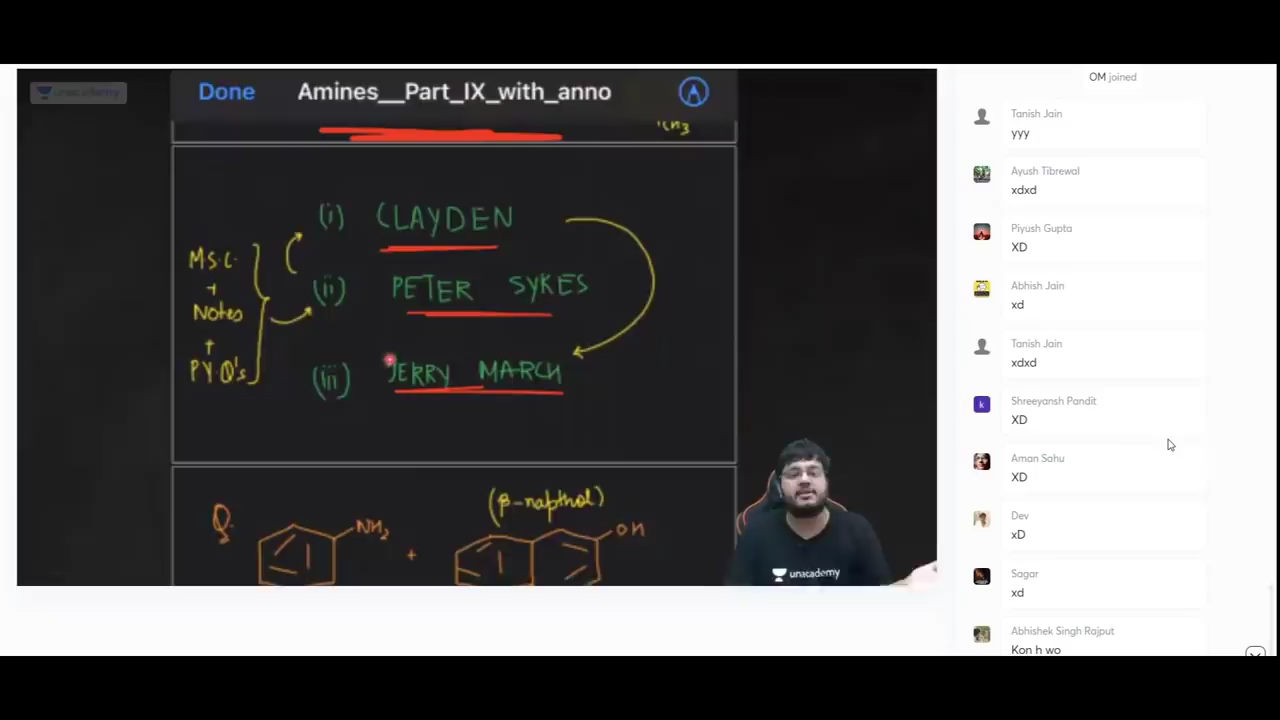 unacademy
Done
Amines__Part_IX_with_anno
CH3
(i) CLAYDEN
(ii) PETER SYKES
(iii) JERRY MARCH
M.S.C.
+
Notes
+
P.Y.Q's
Q.
NH2
+
(β-napthol)
OH
unacademy
OM joined
Tanish Jain
yyy
Ayush Tibrewal
xdxd
Piyush Gupta
XD
Abhish Jain
xd
Tanish Jain
xdxd
k
Shreeyansh Pandit
XD
Aman Sahu
XD
Dev
xD
Sagar
xd
Abhishek Singh Rajput
Kon h wo